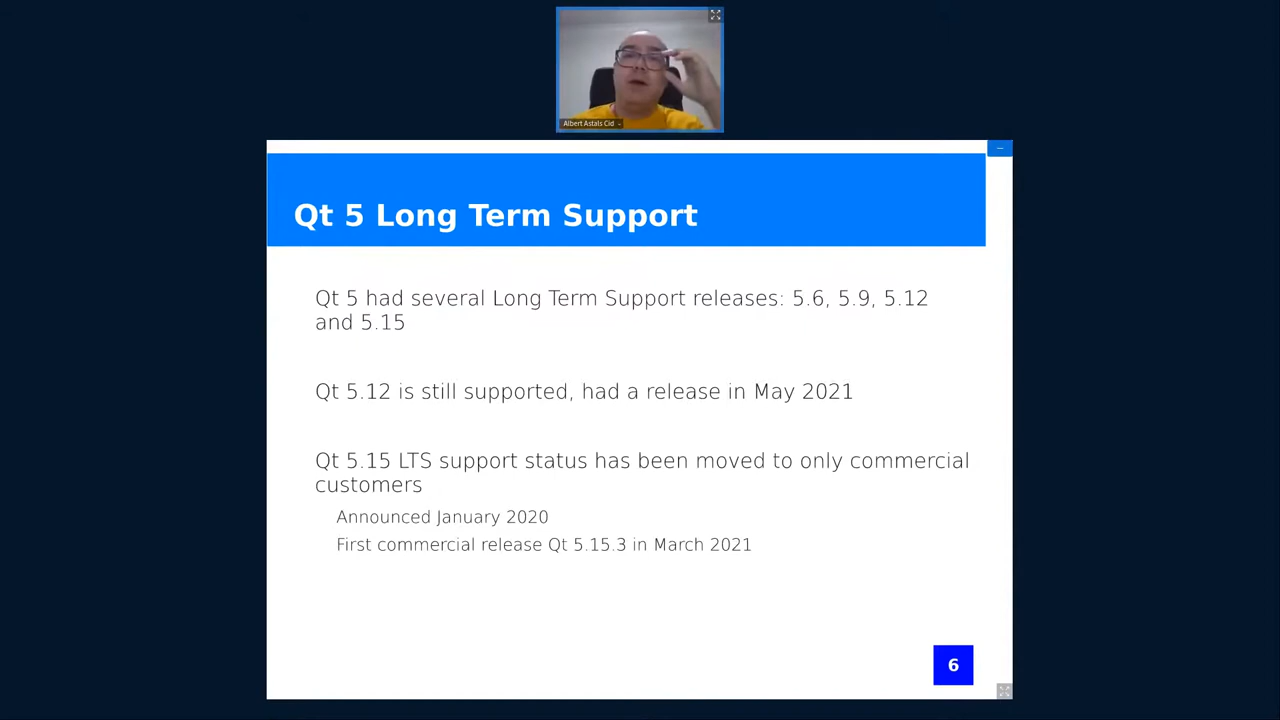 Albert Astals Cid
Qt 5 Long Term Support
Qt 5 had several Long Term Support releases: 5.6, 5.9, 5.12
and 5.15
Qt 5.12 is still supported, had a release in May 2021
Qt 5.15 LTS support status has been moved to only commercial
customers
Announced January 2020
First commercial release Qt 5.15.3 in March 2021
6